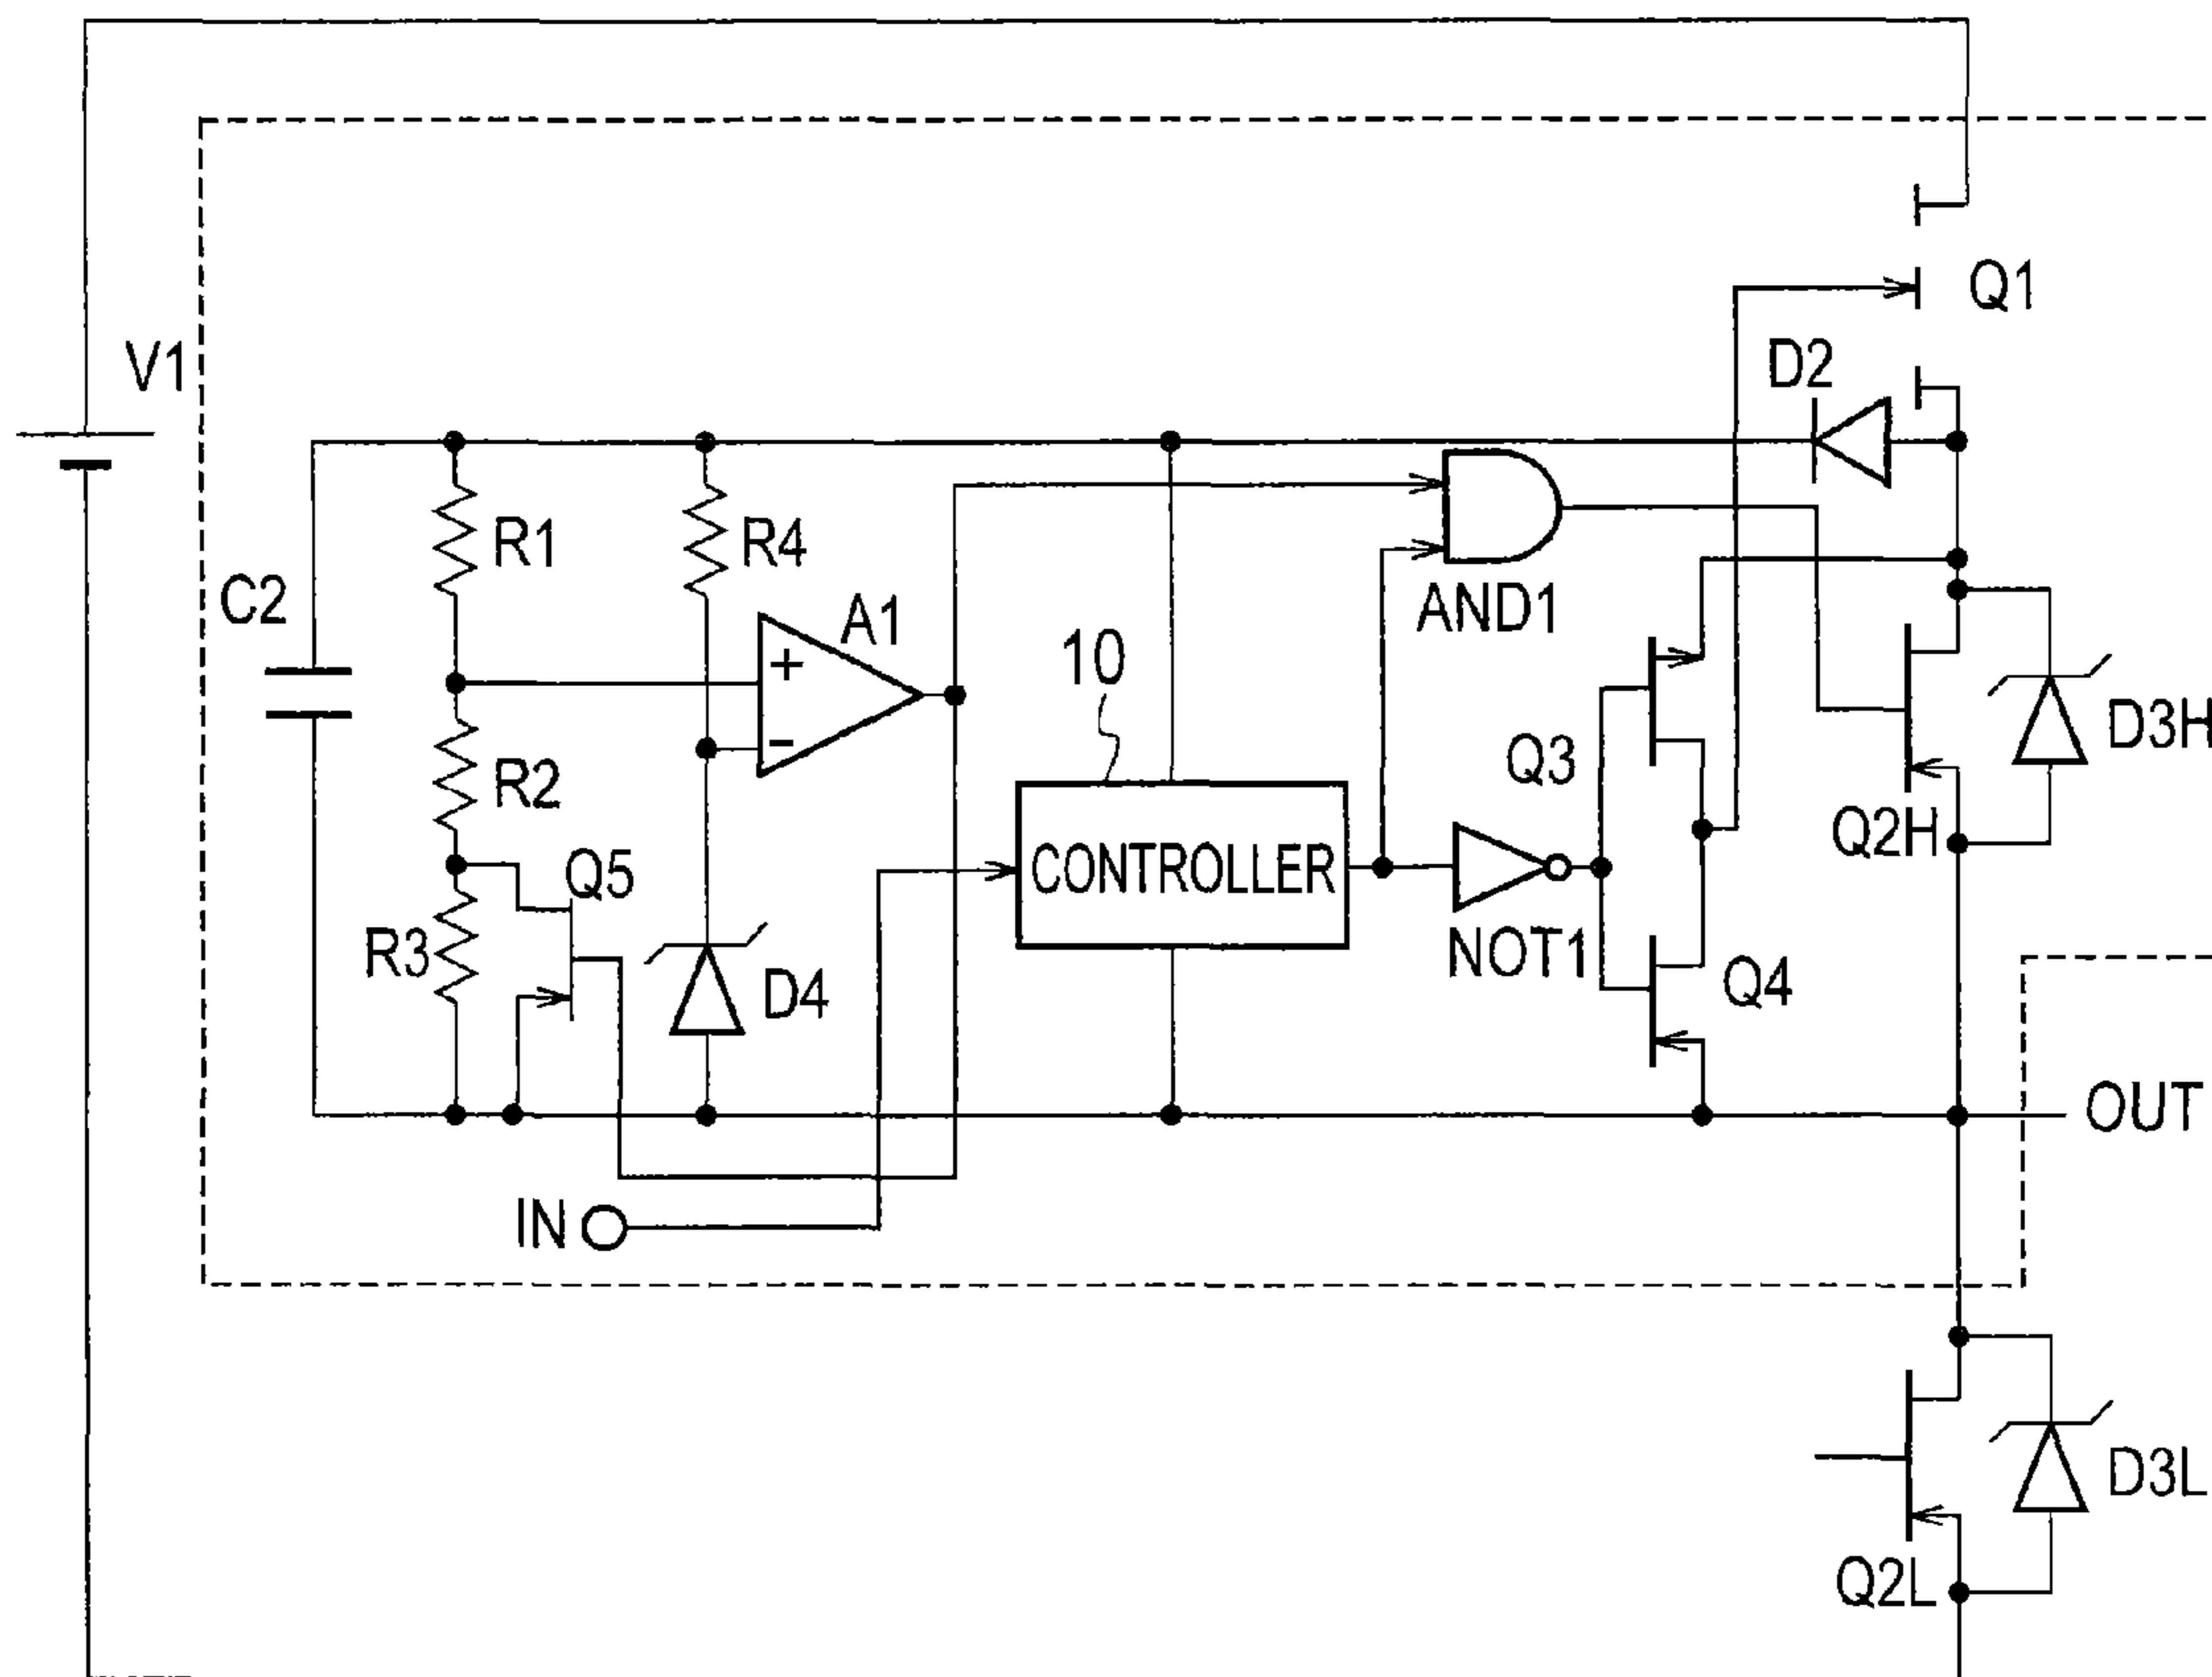 V1
Q1
D2
R1
R4
C2
A1
+
-
10
AND1
D3H
Q3
R2
Q2H
Q5
CONTROLLER
R3
D4
NOT1
Q4
OUT
IN
D3L
Q2L